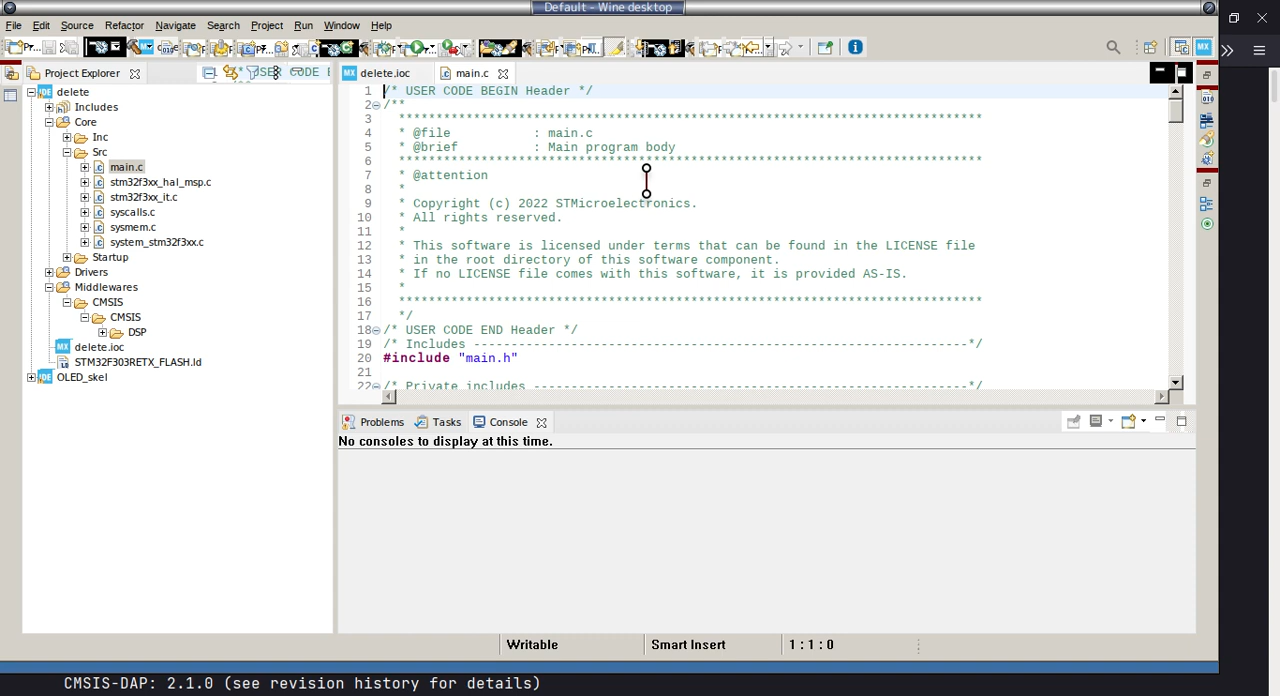 Default - Wine desktop
File Edit Source Refactor Navigate Search Project Run Window Help
Project Explorer
delete
Includes
Core
Inc
Src
main.c
stm32f3xx_hal_msp.c
stm32f3xx_it.c
syscalls.c
sysmem.c
system_stm32f3xx.c
Startup
Drivers
Middlewares
CMSIS
CMSIS
DSP
delete.ioc
STM32F303RETX_FLASH.ld
OLED_skel
MX delete.ioc main.c
1 /* USER CODE BEGIN Header */
2 /**
3 ******************************************************************************
4 * @file : main.c
5 * @brief : Main program body
6 ******************************************************************************
7 * @attention
8 *
9 * Copyright (c) 2022 STMicroelectronics.
10 * All rights reserved.
11 *
12 * This software is licensed under terms that can be found in the LICENSE file
13 * in the root directory of this software component.
14 * If no LICENSE file comes with this software, it is provided AS-IS.
15 *
16 ******************************************************************************
17 */
18 /* USER CODE END Header */
19 /* Includes ------------------------------------------------------------------*/
20 #include "main.h"
21
22 /* Private includes ----------------------------------------------------------*/
Problems Tasks Console
No consoles to display at this time.
Writable Smart Insert 1 : 1 : 0
CMSIS-DAP: 2.1.0 (see revision history for details)